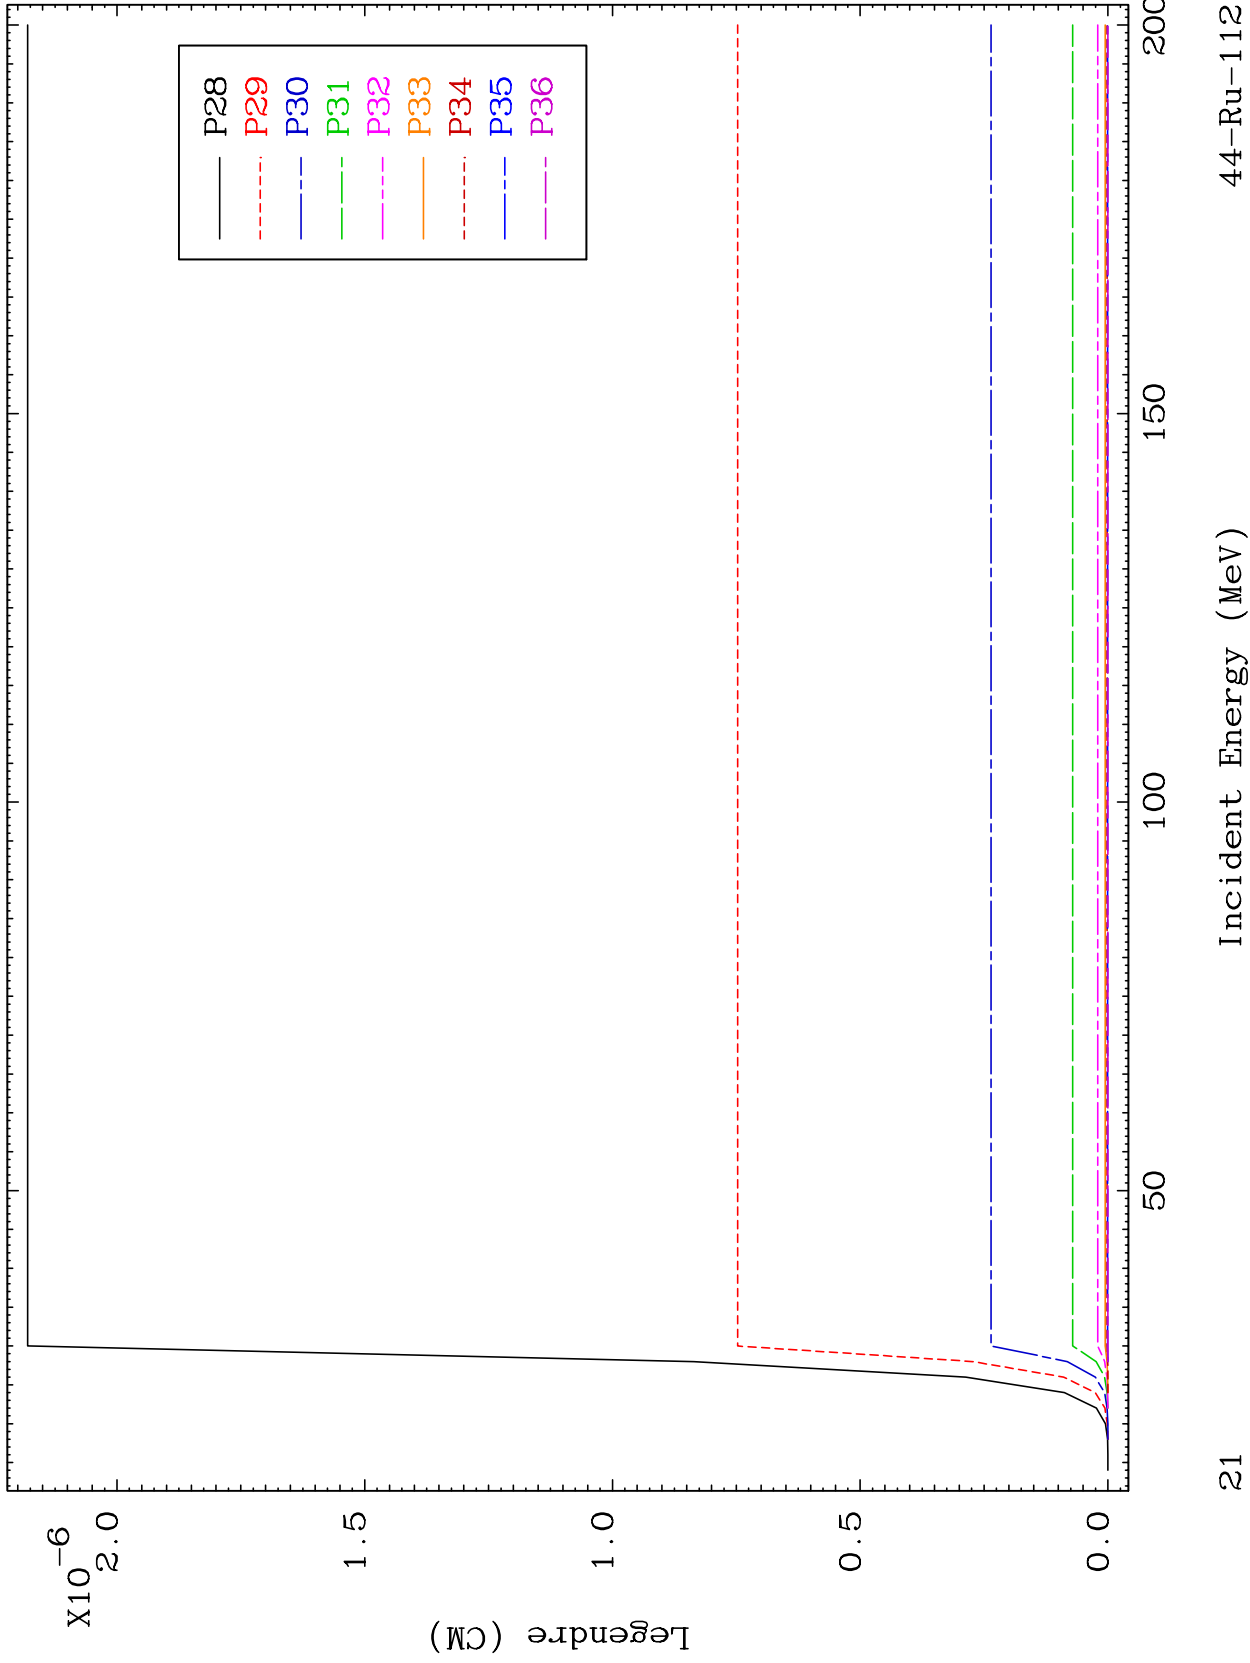 X10-6
2.0
1.5
1.0
0.5
0.0
Legendre (CM)
P28
P29
P30
P31
P32
P33
P34
P35
P36
50
100
150
200
Incident Energy (MeV)
21
44-Ru-112